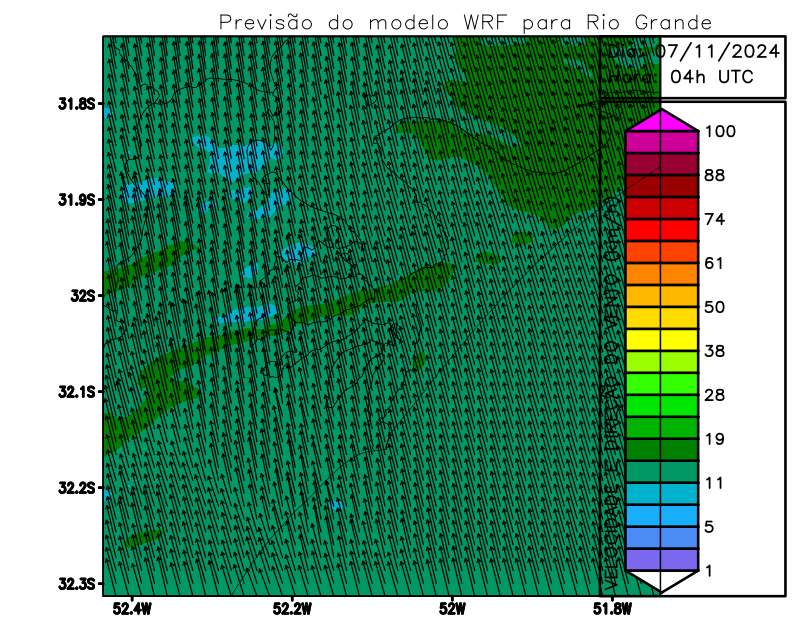 Previsão do modelo WRF para Rio Grande
Dia: 07/11/2024
Hora: 04h UTC
31.8S
31.9S
32S
32.1S
32.2S
32.3S
52.4W
52.2W
52W
51.8W
VELOCIDADE E DIREÇÃO DO VENTO 10m
100
88
74
61
50
38
28
19
11
5
1